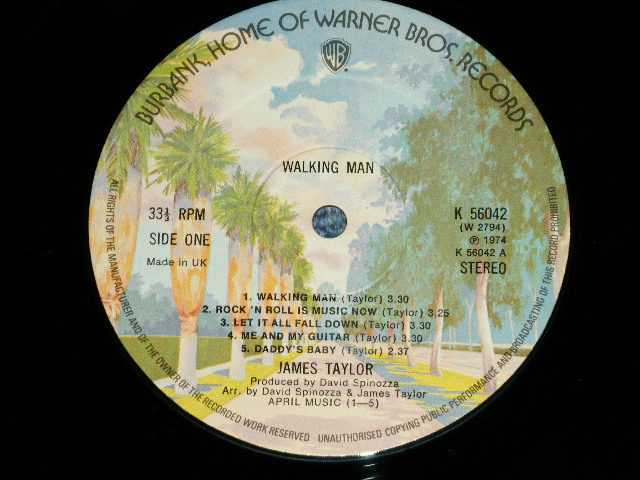 BURBANK, HOME OF WARNER BROS. RECORDS
WB
WALKING MAN
33⅓ RPM
SIDE ONE
Made in UK
K 56042
(W 2794)
℗ 1974
K 56042 A
STEREO
1. WALKING MAN (Taylor) 3.30
2. ROCK 'N ROLL IS MUSIC NOW (Taylor) 3.25
3. LET IT ALL FALL DOWN (Taylor) 3.30
4. ME AND MY GUITAR (Taylor) 3.30
5. DADDY'S BABY (Taylor) 2.37
JAMES TAYLOR
Produced by David Spinozza
Arr. by David Spinozza & James Taylor
APRIL MUSIC (1—5)
ALL RIGHTS OF THE MANUFACTURER AND OF THE OWNER OF THE RECORDED WORK RESERVED · UNAUTHORISED COPYING PUBLIC PERFORMANCE AND BROADCASTING OF THIS RECORD PROHIBITED